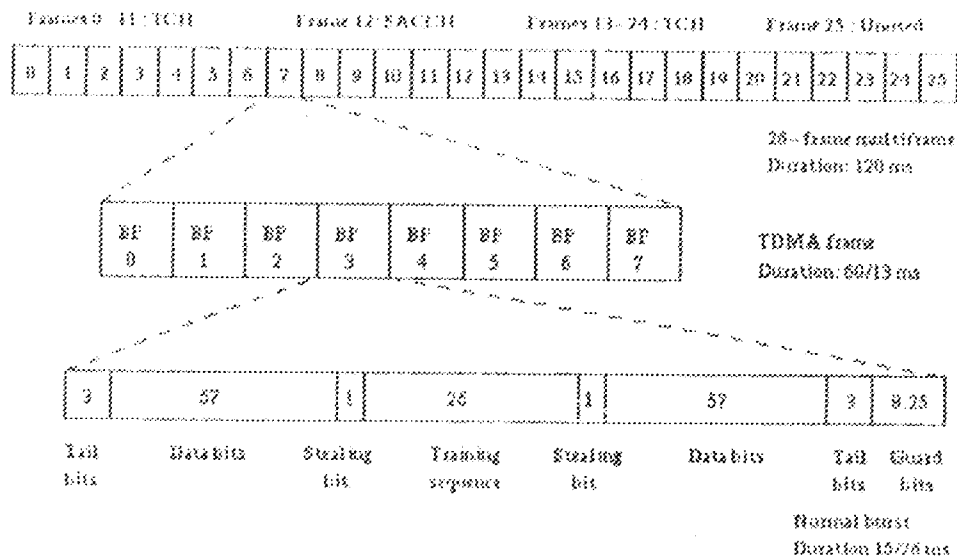 Frames 0-11 : TCH Frame 12: SACCH Frames 13-24 : TCH Frame 25 : Unused
0 1 2 3 4 5 6 7 8 9 10 11 12 13 14 15 16 17 18 19 20 21 22 23 24 25
26-frame multiframe
Duration: 120 ms
BP BP BP BP BP BP BP BP
0 1 2 3 4 5 6 7
TDMA frame
Duration: 60/13 ms
3 57 1 26 1 57 3 8.25
Tail Data bits Stealing Training Stealing Data bits Tail Guard
bits bit sequence bit bits bits
Normal burst
Duration 15/26 ms